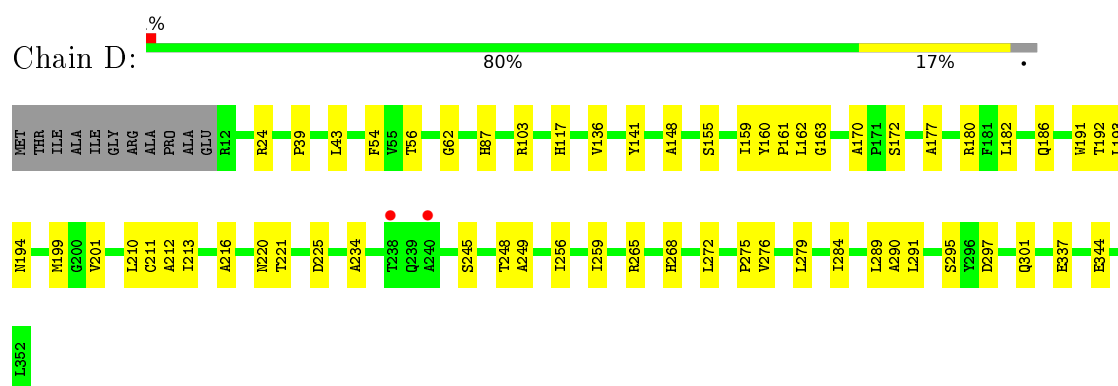 %
Chain D:
80% 17%
MET THR ILE ALA ILE GLY ARG ALA PRO ALA GLU R12 R24 P39 L43 F54 V55 T56 G62 H87 R103 H117 V136 Y141 A148 S155 I159 Y160 P161 L162 G163 A170 P171 S172 A177 R180 F181 L182 Q186 W191 T192 L193
N194 M199 G200 V201 L210 C211 A212 I213 A216 N220 T221 D225 A234 T238 Q239 A240 S245 T248 A249 I256 I259 R265 H268 L272 P275 V276 L279 I284 L289 A290 L291 S295 Y296 D297 Q301 E337 E344
L352